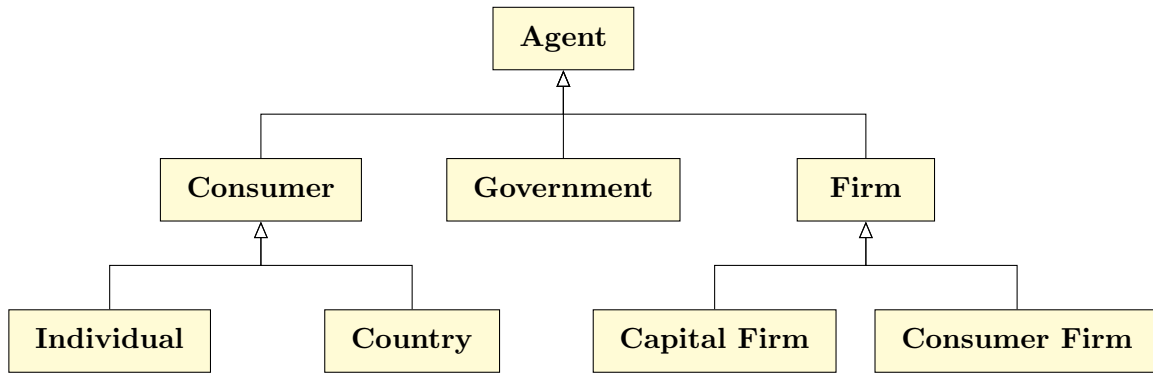 Agent
Consumer
Government
Firm
Individual
Country
Capital Firm
Consumer Firm